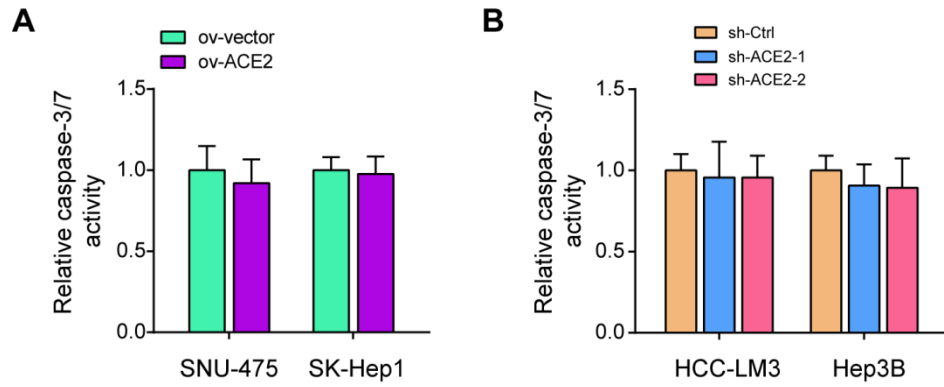 A
ov-vector
ov-ACE2
Relative caspase-3/7
activity
1.5
1.0
0.5
0.0
SNU-475 SK-Hep1
B
sh-Ctrl
sh-ACE2-1
sh-ACE2-2
Relative caspase-3/7
activity
1.5
1.0
0.5
0.0
HCC-LM3 Hep3B